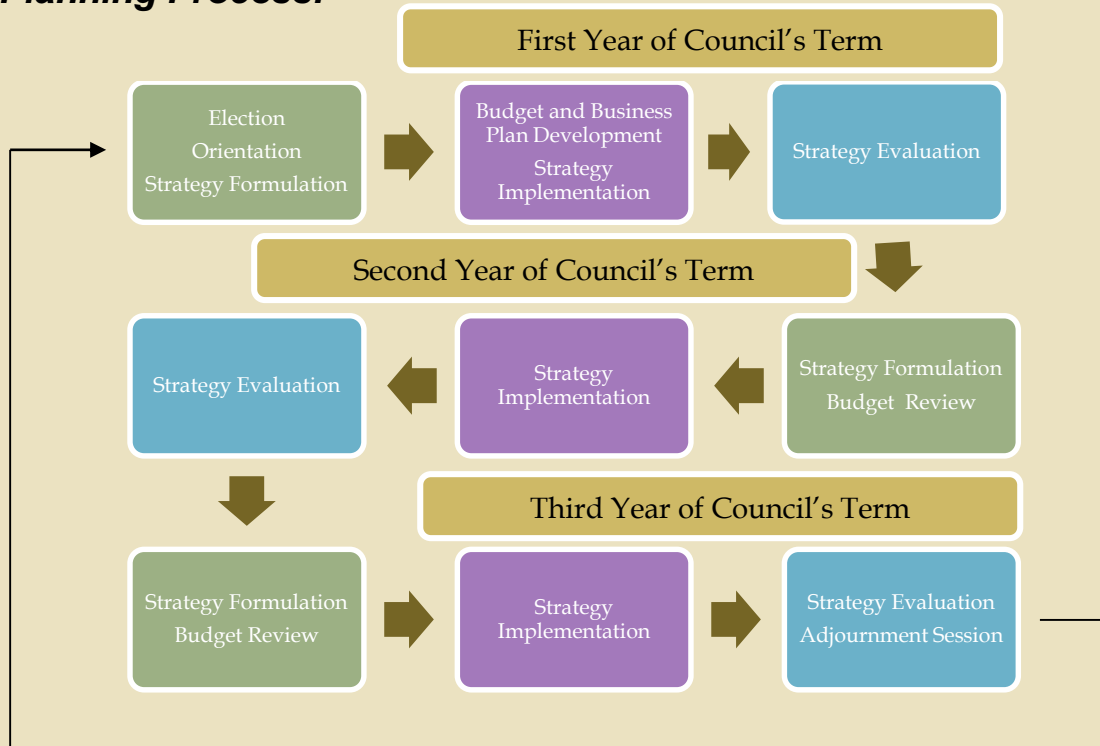 Planning Process:
First Year of Council's Term
Election
Orientation
Strategy Formulation
Budget and Business
Plan Development
Strategy
Implementation
Strategy Evaluation
Second Year of Council's Term
Strategy Evaluation
Strategy
Implementation
Strategy Formulation
Budget Review
Third Year of Council's Term
Strategy Formulation
Budget Review
Strategy
Implementation
Strategy Evaluation
Adjournment Session